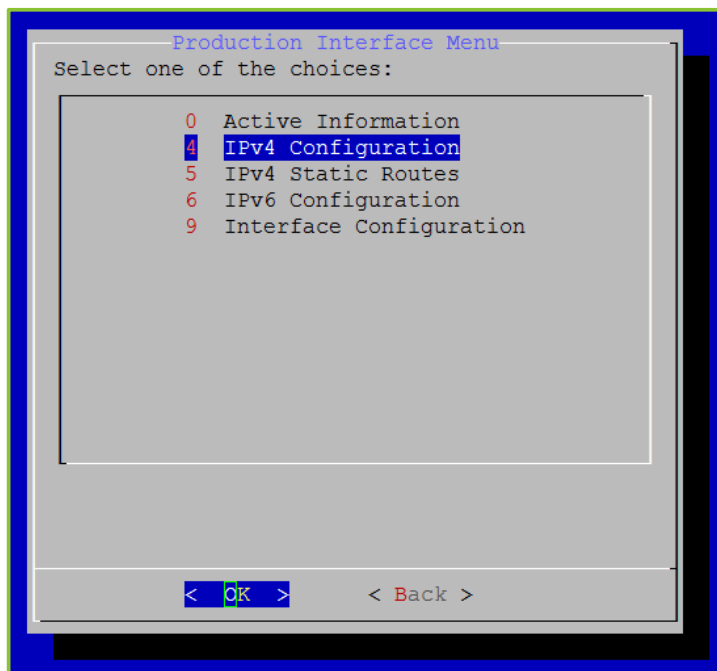 Production Interface Menu
Select one of the choices:
0 Active Information
4 IPv4 Configuration
5 IPv4 Static Routes
6 IPv6 Configuration
9 Interface Configuration
< OK > < Back >